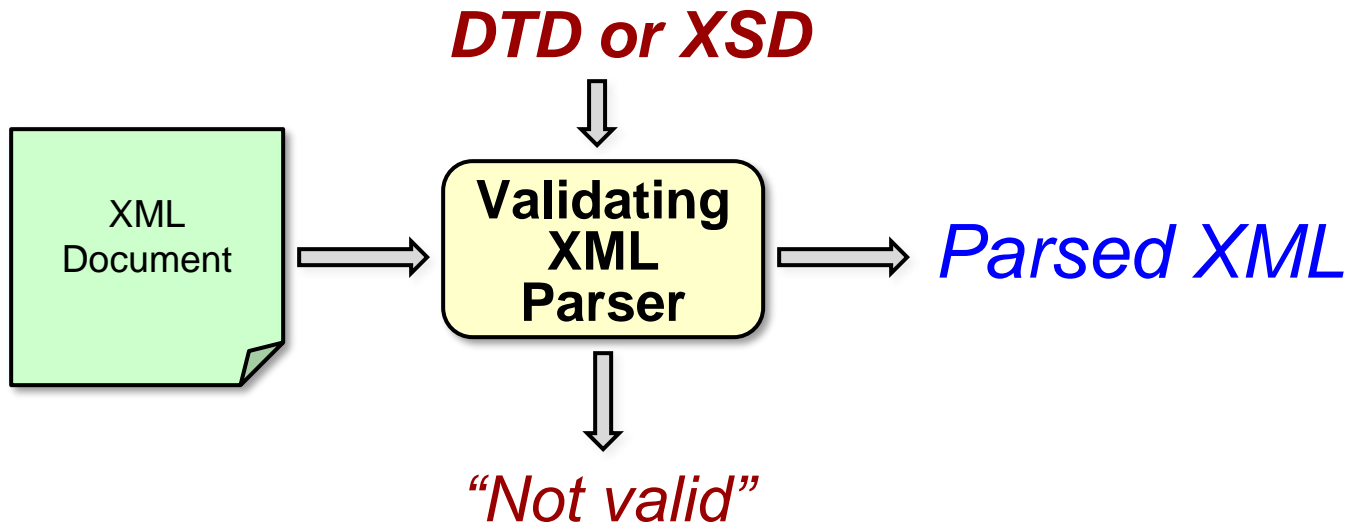 DTD or XSD
XML
Document
Validating
XML
Parser
Parsed XML
“Not valid”